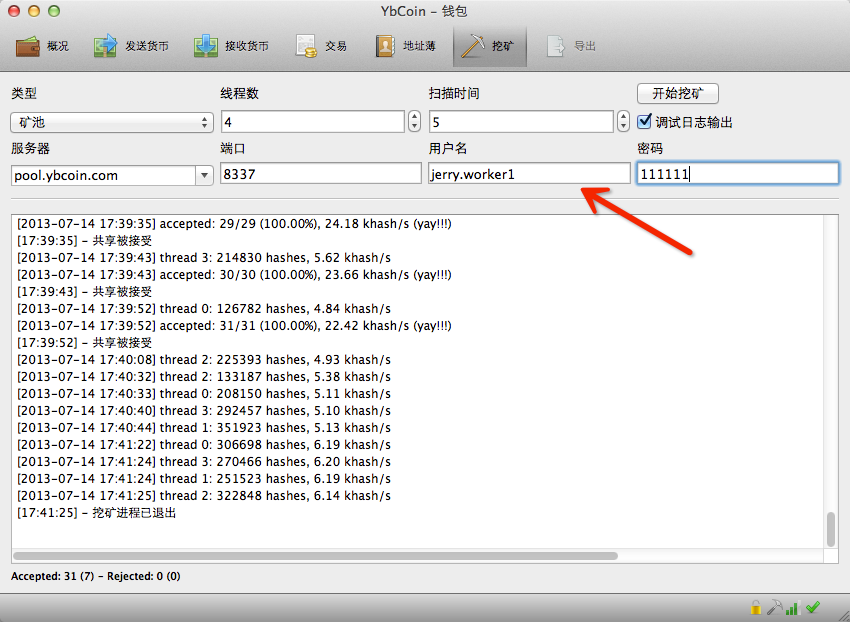 YbCoin – 钱包
概况 发送货币 接收货币 交易 地址薄 挖矿 导出
类型 线程数 扫描时间 开始挖矿
矿池 4 5 调试日志输出
服务器 端口 用户名 密码
pool.ybcoin.com 8337 jerry.worker1 111111
[2013-07-14 17:39:35] accepted: 29/29 (100.00%), 24.18 khash/s (yay!!!)
[17:39:35] – 共享被接受
[2013-07-14 17:39:43] thread 3: 214830 hashes, 5.62 khash/s
[2013-07-14 17:39:43] accepted: 30/30 (100.00%), 23.66 khash/s (yay!!!)
[17:39:43] – 共享被接受
[2013-07-14 17:39:52] thread 0: 126782 hashes, 4.84 khash/s
[2013-07-14 17:39:52] accepted: 31/31 (100.00%), 22.42 khash/s (yay!!!)
[17:39:52] – 共享被接受
[2013-07-14 17:40:08] thread 2: 225393 hashes, 4.93 khash/s
[2013-07-14 17:40:32] thread 2: 133187 hashes, 5.38 khash/s
[2013-07-14 17:40:33] thread 0: 208150 hashes, 5.11 khash/s
[2013-07-14 17:40:40] thread 3: 292457 hashes, 5.10 khash/s
[2013-07-14 17:40:44] thread 1: 351923 hashes, 5.13 khash/s
[2013-07-14 17:41:22] thread 0: 306698 hashes, 6.19 khash/s
[2013-07-14 17:41:24] thread 3: 270466 hashes, 6.20 khash/s
[2013-07-14 17:41:24] thread 1: 251523 hashes, 6.19 khash/s
[2013-07-14 17:41:25] thread 2: 322848 hashes, 6.14 khash/s
[17:41:25] – 挖矿进程已退出
Accepted: 31 (7) – Rejected: 0 (0)